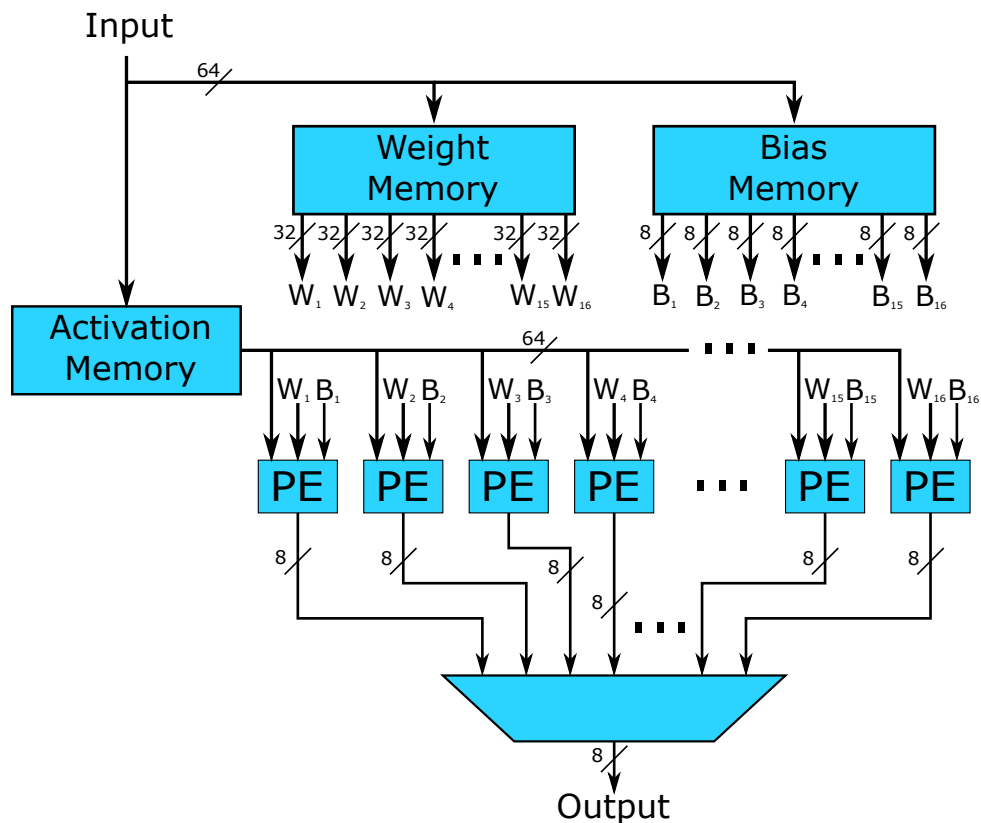 Input
64
Weight
Memory
Bias
Memory
32 32 32 32 32 32
8 8 8 8 8 8
W₁ W₂ W₃ W₄ W₁₅ W₁₆
B₁ B₂ B₃ B₄ B₁₅ B₁₆
Activation
Memory
64
W₁ B₁ W₂ B₂ W₃ B₃ W₄ B₄ W₁₅ B₁₅ W₁₆ B₁₆
PE PE PE PE PE PE
8 8 8 8 8 8
8
Output